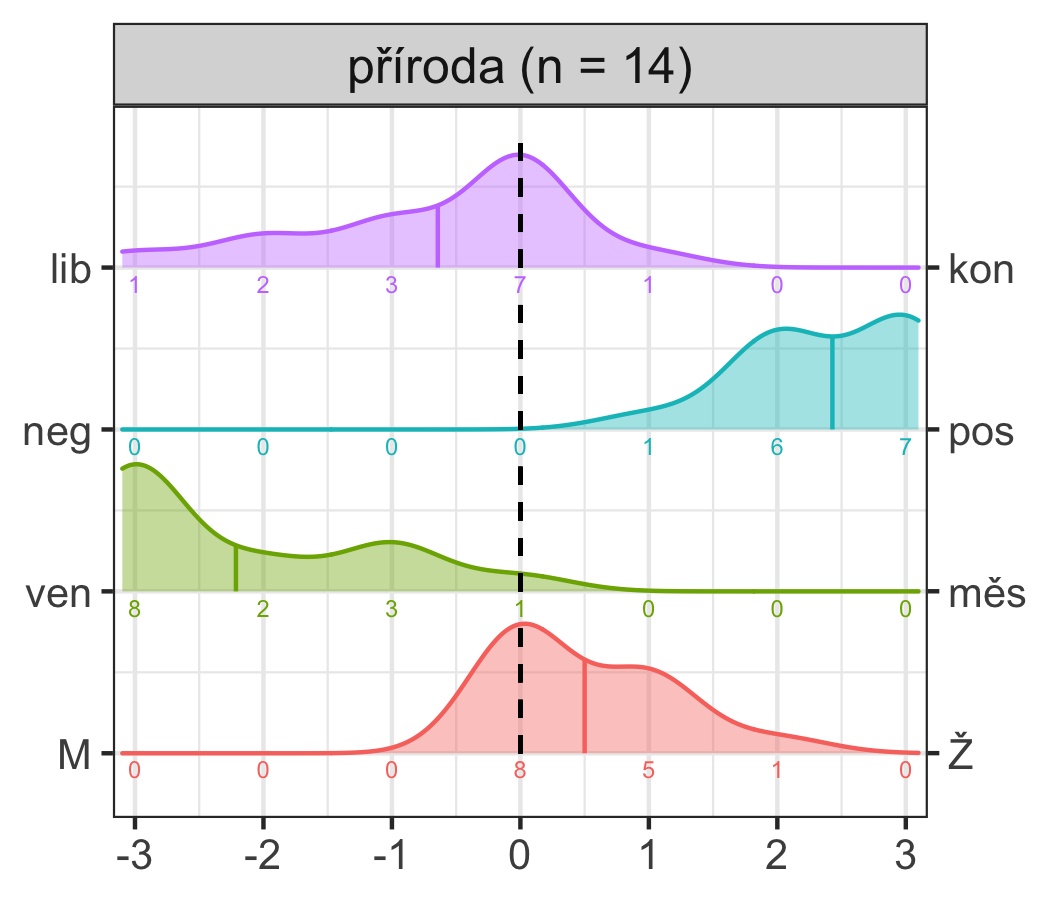 příroda (n = 14)
lib kon
1 2 3 7 1 0 0
neg pos
0 0 0 0 1 6 7
ven měs
8 2 3 1 0 0 0
M Ž
0 0 0 8 5 1 0
-3 -2 -1 0 1 2 3